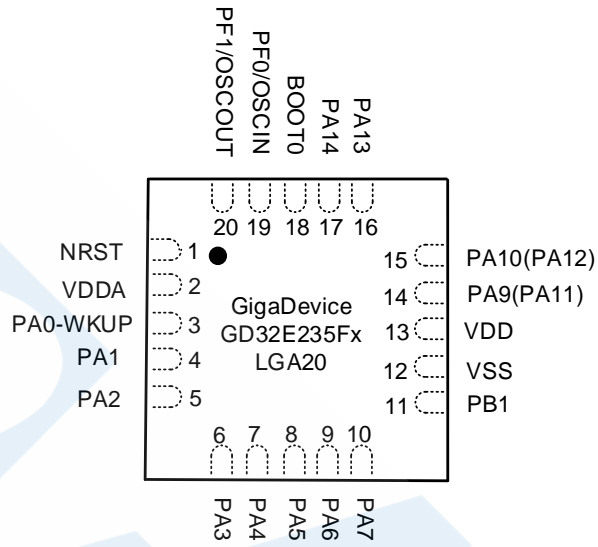 PF1/OSCOUT
PF0/OSCIN
BOOT0
PA14
PA13
20 19 18 17 16
NRST 1
VDDA 2
PA0-WKUP 3
PA1 4
PA2 5
GigaDevice
GD32E235Fx
LGA20
15 PA10(PA12)
14 PA9(PA11)
13 VDD
12 VSS
11 PB1
6 7 8 9 10
PA3
PA4
PA5
PA6
PA7